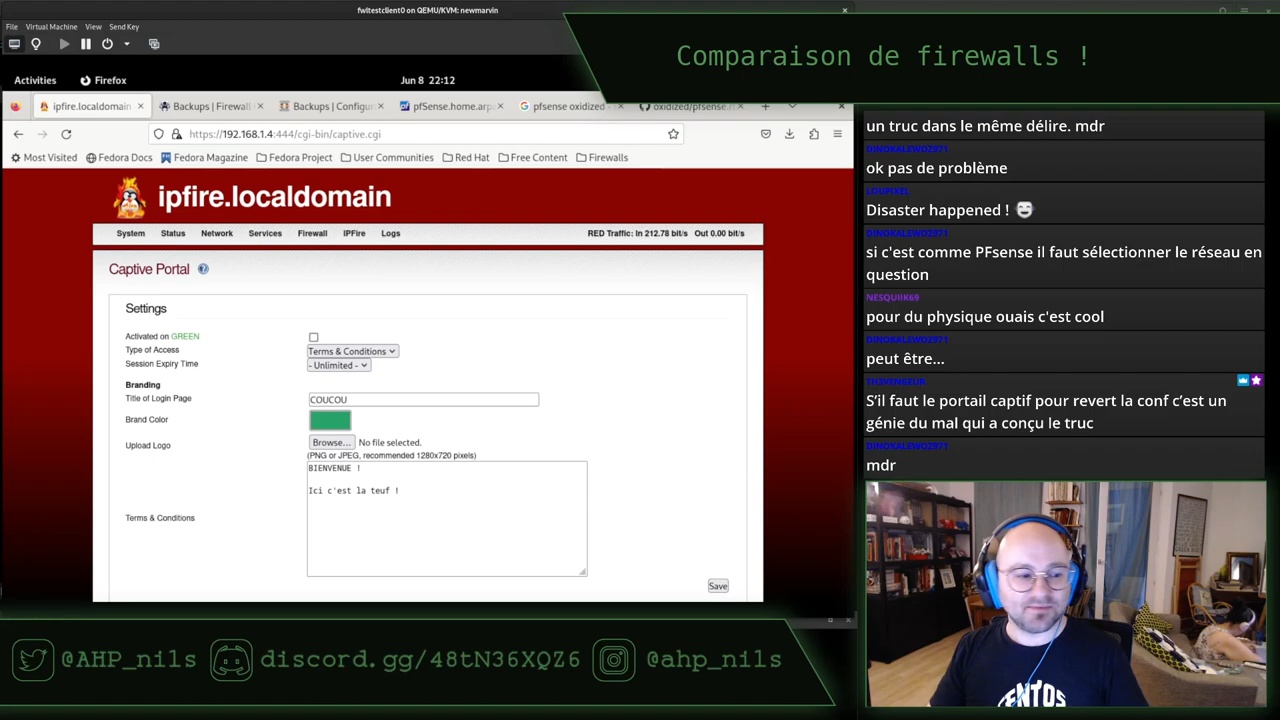 fwltestclient0 on QEMU/KVM: newmarvin
File Virtual Machine View Send Key
Comparaison de firewalls !
Activities Firefox Jun 8 22:12
ipfire.localdomain Backups | Firewall Backups | Configur pfSense.home.arp pfsense oxidized - oxidized/pfsense.m
https://192.168.1.4:444/cgi-bin/captive.cgi
Most Visited Fedora Docs Fedora Magazine Fedora Project User Communities Red Hat Free Content Firewalls
ipfire.localdomain
System Status Network Services Firewall IPFire Logs RED Traffic: In 212.78 bit/s Out 0.00 bit/s
Captive Portal
Settings
Activated on GREEN
Type of Access Terms & Conditions
Session Expiry Time - Unlimited -
Branding
Title of Login Page COUCOU
Brand Color
Upload Logo Browse... No file selected.
(PNG or JPEG, recommended 1280x720 pixels)
Terms & Conditions
BIENVENUE !
Ici c'est la teuf !
Save
un truc dans le même délire. mdr
DINOKALEWOZ971
ok pas de problème
LOUPIXEL
Disaster happened !
DINOKALEWOZ971
si c'est comme PFsense il faut sélectionner le réseau en
question
NESQUIIK69
pour du physique ouais c'est cool
DINOKALEWOZ971
peut être...
TH3VENGEUR
S'il faut le portail captif pour revert la conf c'est un
génie du mal qui a conçu le truc
DINOKALEWOZ971
mdr
ENTOS
@AHP_nils discord.gg/48tN36XQZ6 @ahp_nils